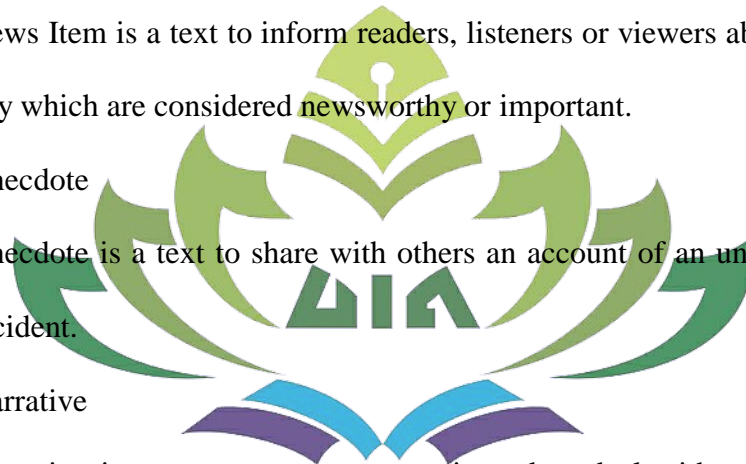 ews Item is a text to inform readers, listeners or viewers ab
y which are considered newsworthy or important.
necdote
necdote is a text to share with others an account of an un
cident.
arrative